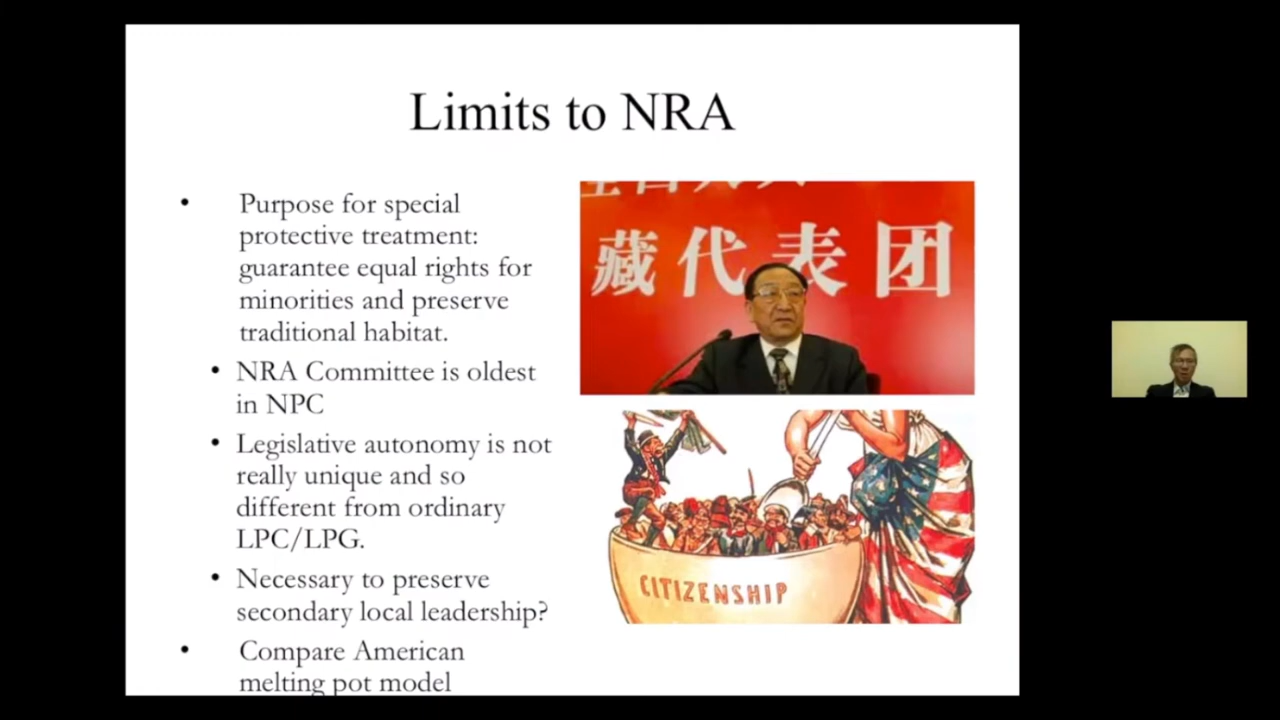 Limits to NRA
• Purpose for special
protective treatment:
guarantee equal rights for
minorities and preserve
traditional habitat.
• NRA Committee is oldest
in NPC
• Legislative autonomy is not
really unique and so
different from ordinary
LPC/LPG.
• Necessary to preserve
secondary local leadership?
• Compare American
melting pot model
藏代表团
CITIZENSHIP